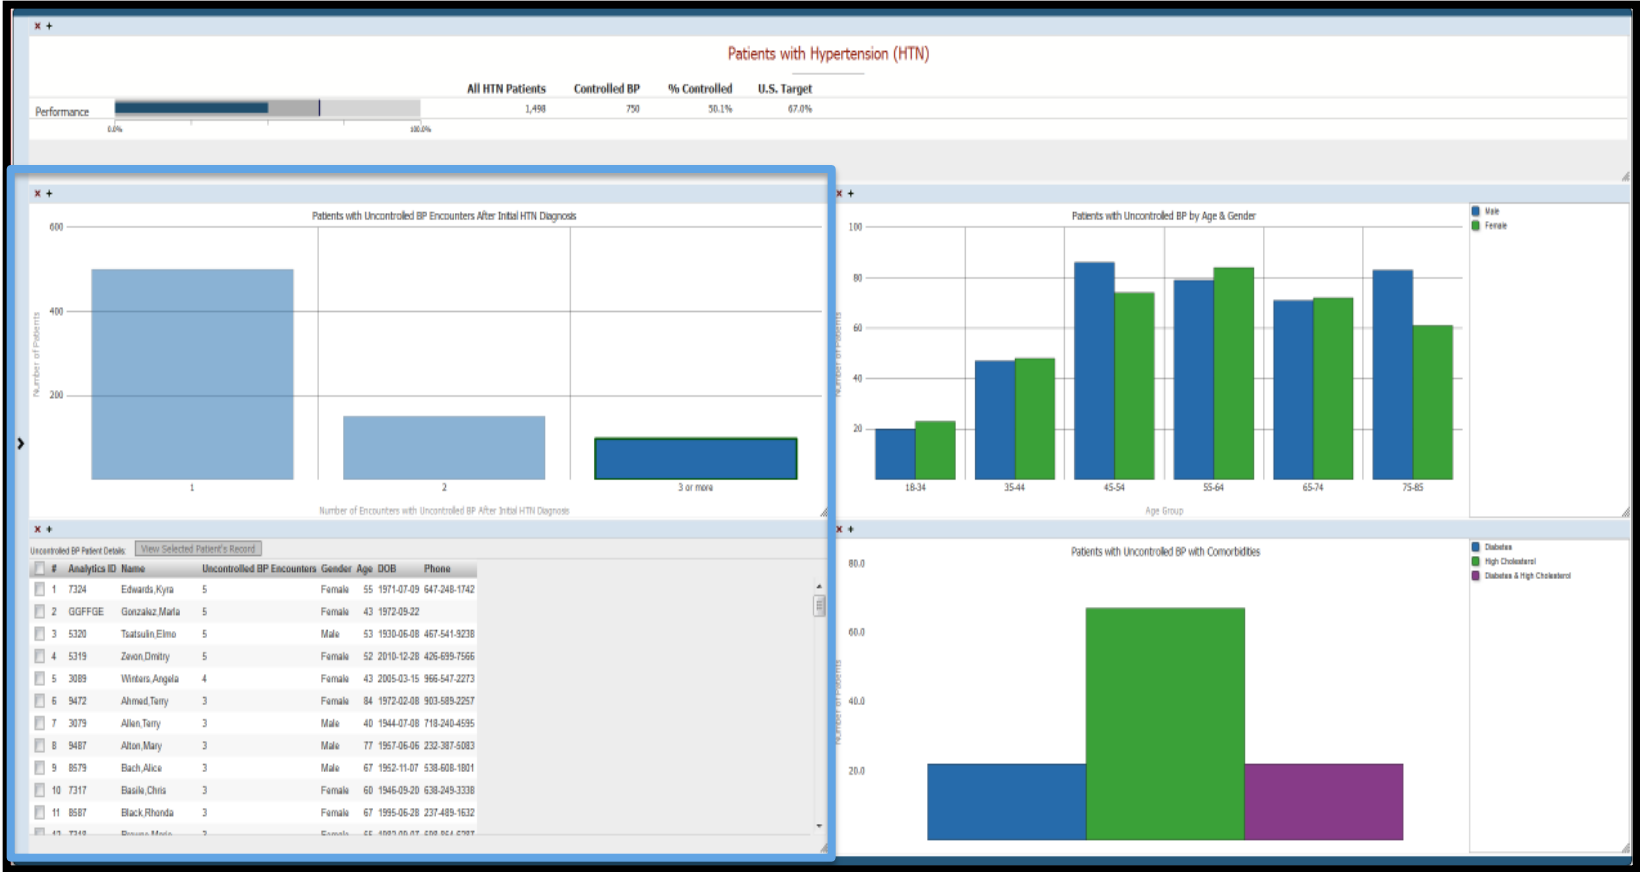 x +
Patients with Hypertension (HTN)
All HTN Patients Controlled BP % Controlled U.S. Target
Performance 1,498 750 50.1% 67.0%
0.0% 100.0%
x +
Patients with Uncontrolled BP Encounters After Initial HTN Diagnosis
600
400
200
Number of Patients
1 2 3 or more
Number of Encounters with Uncontrolled BP After Initial HTN Diagnosis
x +
Patients with Uncontrolled BP by Age & Gender
Male
Female
100
80
60
40
20
Number of Patients
18-34 35-44 45-54 55-64 65-74 75-85
Age Group
x +
Uncontrolled BP Patient Details: View Selected Patient's Record
# Analytics ID Name Uncontrolled BP Encounters Gender Age DOB Phone
1 7324 Edwards,Kyra 5 Female 55 1971-07-09 647-248-1742
2 GGFFGE Gonzalez,Maria 5 Female 43 1972-09-22
3 5320 Tsatsulin,Elmo 5 Male 53 1930-06-08 467-541-9238
4 5319 Zevon,Dmitry 5 Female 52 2010-12-28 426-699-7566
5 3089 Winters,Angela 4 Female 43 2005-03-15 966-547-2273
6 9472 Ahmed,Terry 3 Female 84 1972-02-08 903-589-2257
7 3079 Allen,Terry 3 Male 40 1944-07-08 718-240-4595
8 9487 Alton,Mary 3 Male 77 1957-06-06 232-387-5083
9 8579 Bach,Alice 3 Male 67 1952-11-07 538-608-1801
10 7317 Basile,Chris 3 Female 60 1946-09-20 638-249-3338
11 8587 Black,Rhonda 3 Female 67 1995-06-28 237-489-1632
x +
Patients with Uncontrolled BP with Comorbidities
Diabetes
High Cholesterol
Diabetes & High Cholesterol
80.0
60.0
40.0
20.0
Number of Patients